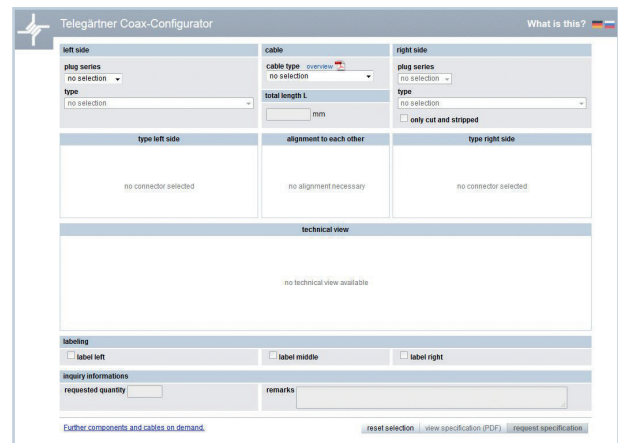 Telegärtner Coax-Configurator What is this?
left side cable right side
plug series cable type overview plug series
no selection no selection no selection
type total length L type
no selection mm no selection
only cut and stripped
type left side alignment to each other type right side
no connector selected no alignment necessary no connector selected
technical view
no technical view available
labeling
label left label middle label right
inquiry informations
requested quantity remarks
Further components and cables on demand. reset selection view specification (PDF) request specification